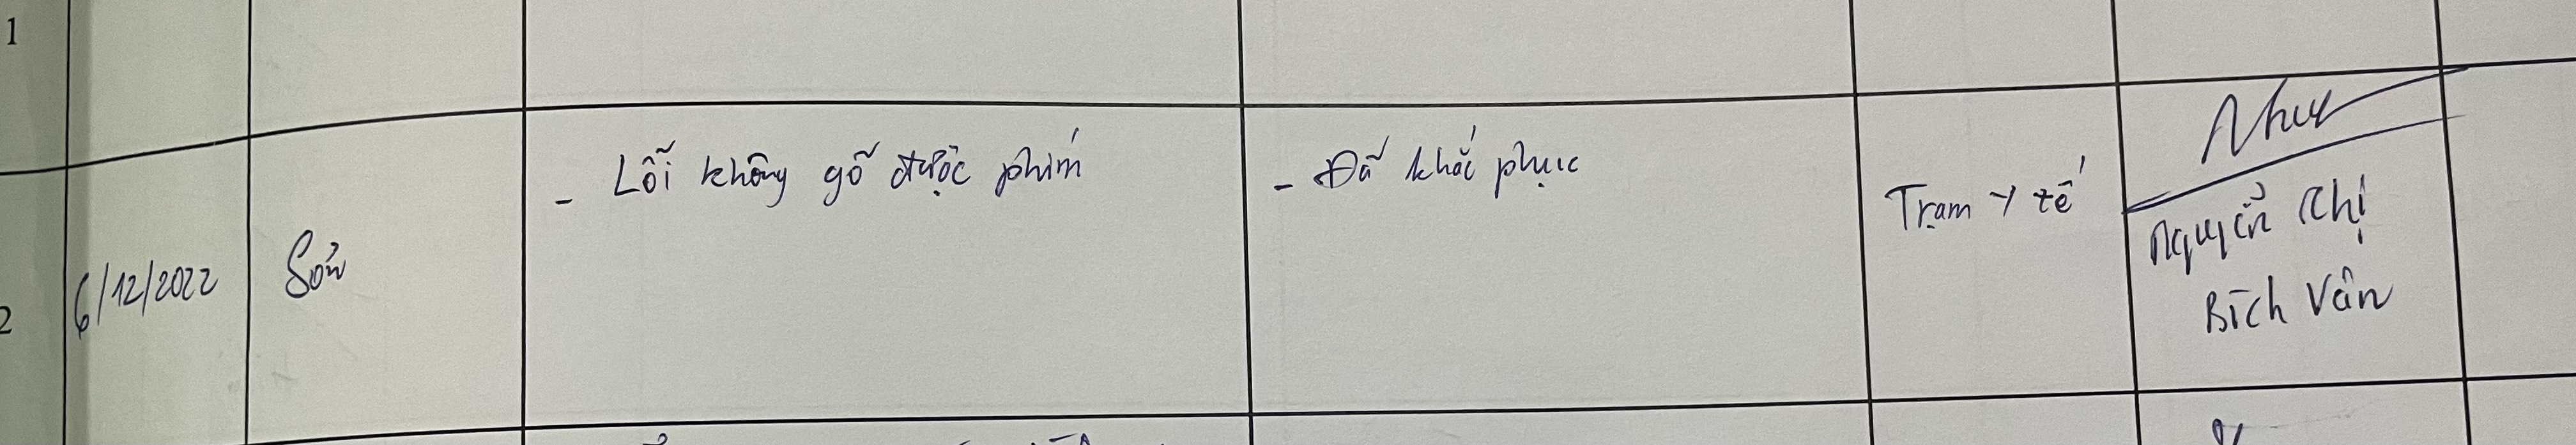 1
2
6/12/2022
Sơn
- Lỗi không gõ được phím
- Đã khắc phục
Trạm y tế
Như
Nguyễn Thị
Bích Vân